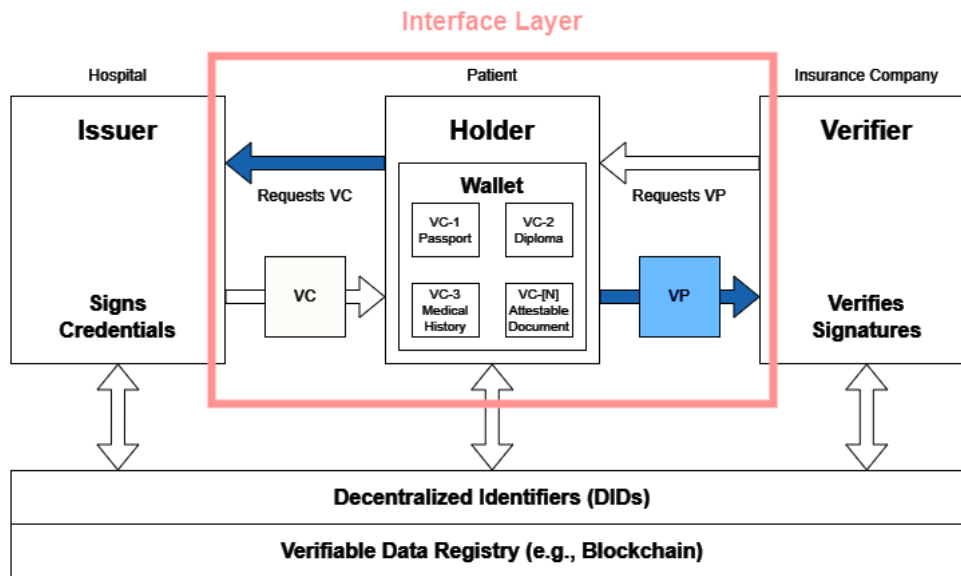 Interface Layer
Hospital
Patient
Insurance Company
Issuer
Holder
Verifier
Requests VC
Requests VP
Wallet
VC-1
Passport
VC-2
Diploma
VC
VC-3
Medical
History
VC-[N]
Attestable
Document
VP
Signs
Credentials
Verifies
Signatures
Decentralized Identifiers (DIDs)
Verifiable Data Registry (e.g., Blockchain)